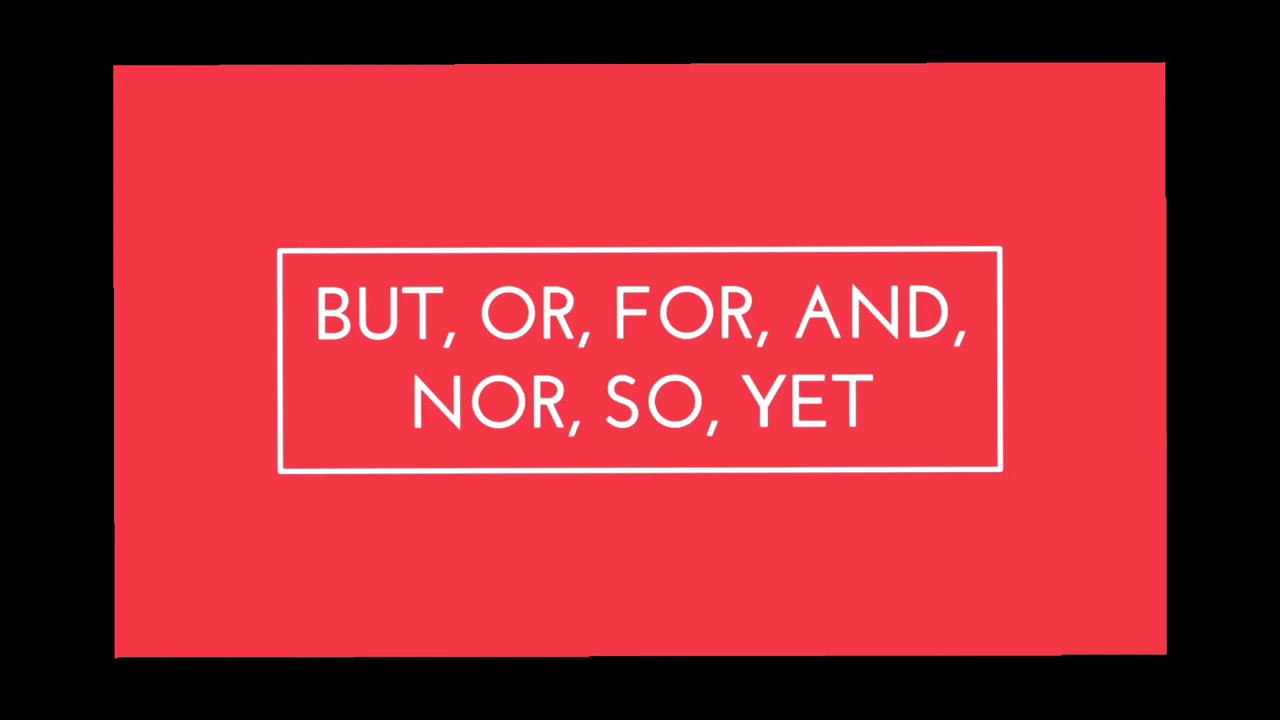 BUT, OR, FOR, AND,
NOR, SO, YET